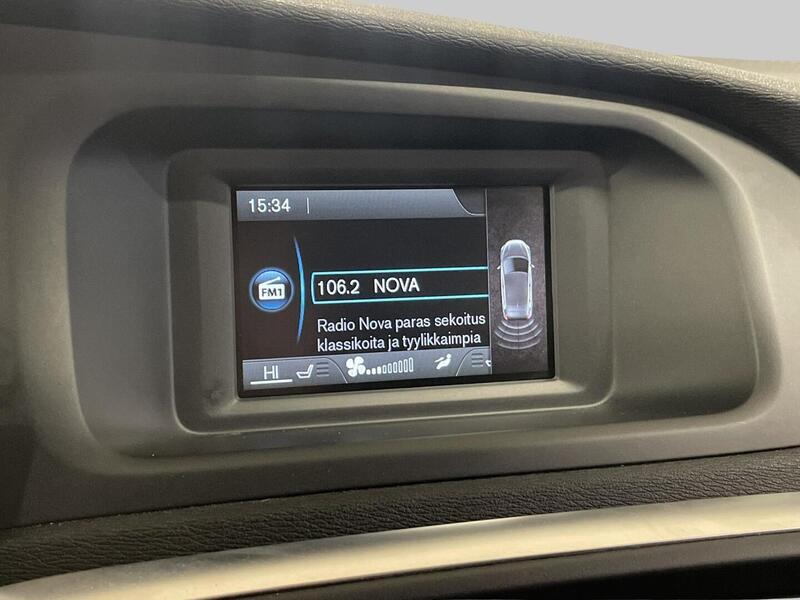 15:34
FM1
106.2 NOVA
Radio Nova paras sekoitus
klassikoita ja tyylikkaimpia
HI